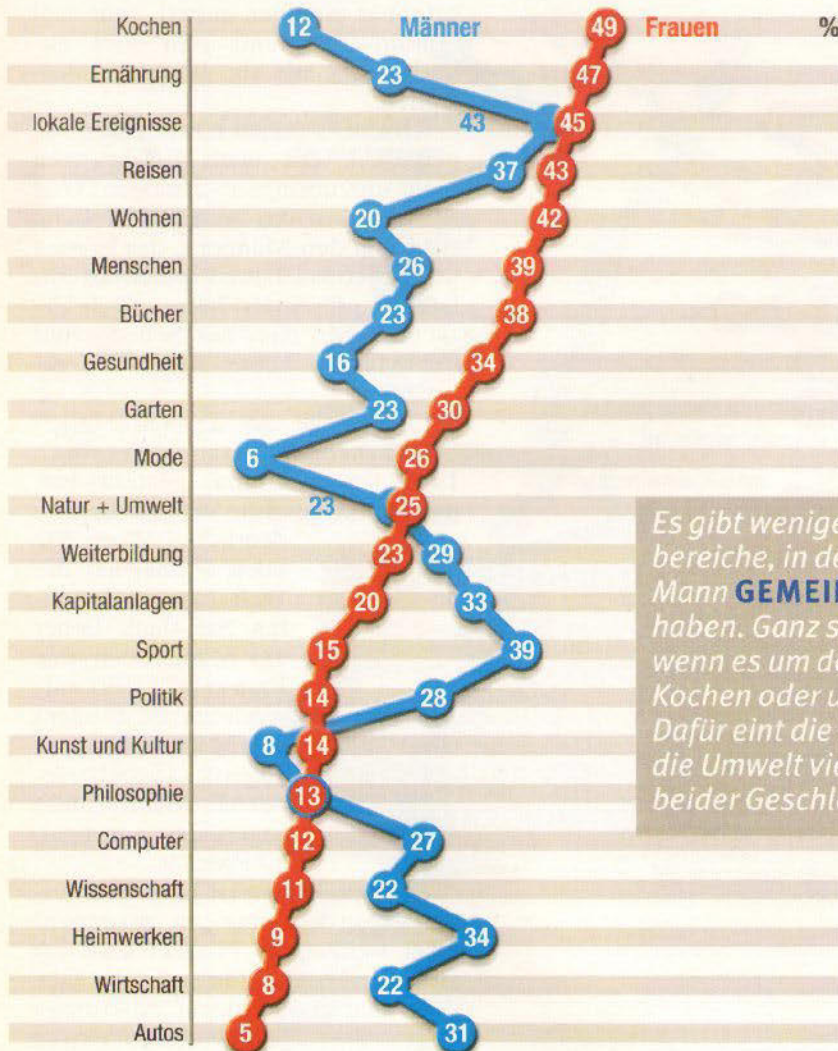 Kochen 12 Männer 49 Frauen %
Ernährung 23 47
lokale Ereignisse 43 45
Reisen 37 43
Wohnen 20 42
Menschen 26 39
Bücher 23 38
Gesundheit 16 34
Garten 23 30
Mode 6 26
Natur + Umwelt 23 25
Weiterbildung 23 29
Kapitalanlagen 20 33
Sport 15 39
Politik 14 28
Kunst und Kultur 8 14
Philosophie 13
Computer 12 27
Wissenschaft 11 22
Heimwerken 9 34
Wirtschaft 8 22
Autos 5 31
Es gibt
bereiche, in
Mann GEMEI
haben. Ganz
wenn es um
Kochen oder
Dafür eint die
die Umwelt
beider